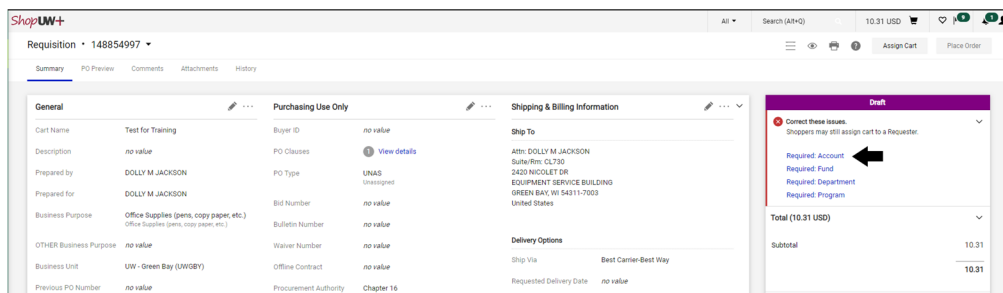 ShopUW+
All
Search (Alt+Q)
10.31 USD
Requisition • 148854997
Assign Cart
Place Order
Summary
PO Preview
Comments
Attachments
History
General
Cart Name Test for Training
Description no value
Prepared by DOLLY M JACKSON
Prepared for DOLLY M JACKSON
Business Purpose Office Supplies (pens, copy paper, etc.)
Office Supplies (pens, copy paper, etc.)
OTHER Business Purpose no value
Business Unit UW - Green Bay (UWGBY)
Previous PO Number no value
Purchasing Use Only
Buyer ID no value
PO Clauses 1 View details
PO Type UNAS
Unassigned
Bid Number no value
Bulletin Number no value
Waiver Number no value
Offline Contract no value
Procurement Authority Chapter 16
Shipping & Billing Information
Ship To
Attn: DOLLY M JACKSON
Suite/Rm: CL730
2420 NICOLET DR
EQUIPMENT SERVICE BUILDING
GREEN BAY, WI 54311-7003
United States
Delivery Options
Ship Via Best Carrier-Best Way
Requested Delivery Date no value
Draft
Correct these issues.
Shoppers may still assign cart to a Requester.
Required: Account
Required: Fund
Required: Department
Required: Program
Total (10.31 USD)
Subtotal 10.31
10.31